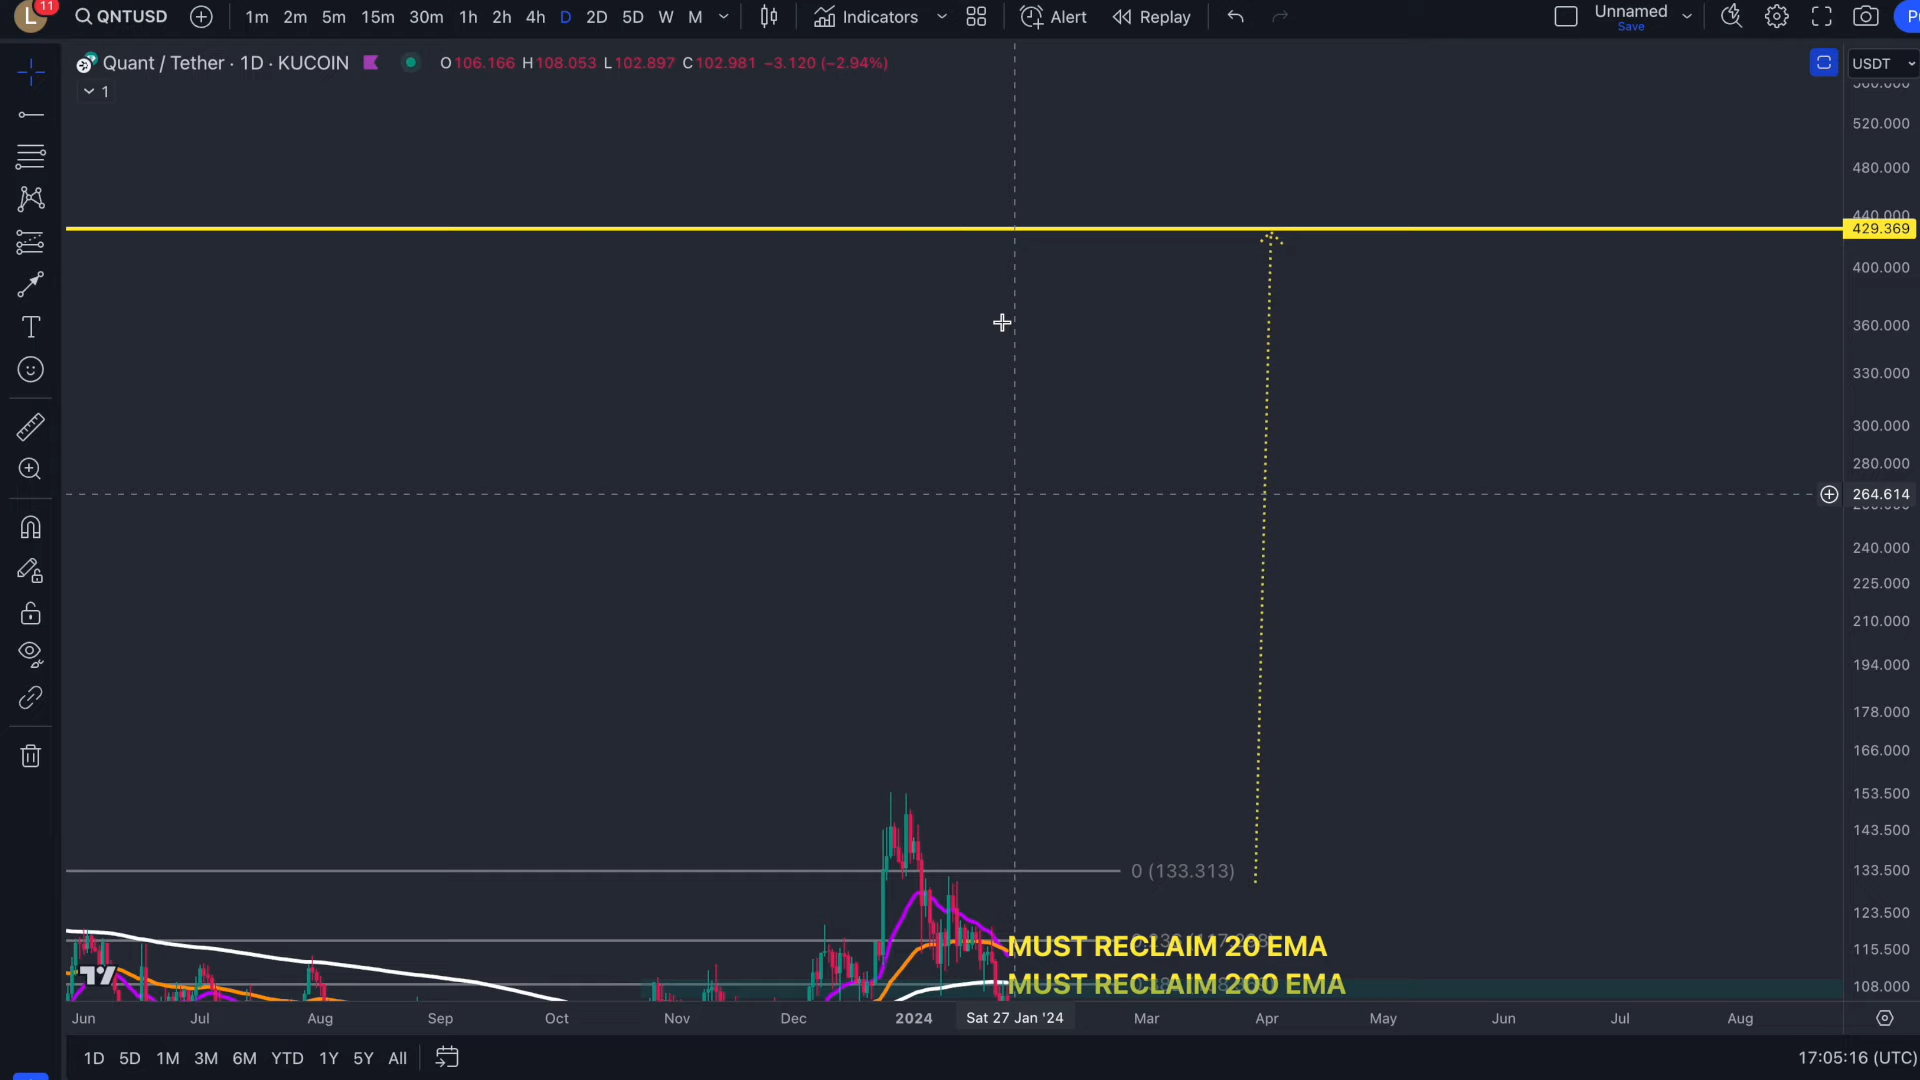 L 11 QNTUSD 1m 2m 5m 15m 30m 1h 2h 4h D 2D 5D W M Indicators Alert Replay Unnamed
Save
Quant / Tether · 1D · KUCOIN O106.166 H108.053 L102.897 C102.981 −3.120 (−2.94%) USDT
1
560.000
520.000
480.000
440.000
429.369
400.000
360.000
330.000
300.000
280.000
264.614
240.000
225.000
210.000
194.000
178.000
166.000
153.500
143.500
0 (133.313) 133.500
123.500
MUST RECLAIM 20 EMA 115.500
MUST RECLAIM 200 EMA 108.000
Jun Jul Aug Sep Oct Nov Dec 2024 Sat 27 Jan '24 Mar Apr May Jun Jul Aug
1D 5D 1M 3M 6M YTD 1Y 5Y All 17:05:16 (UTC)